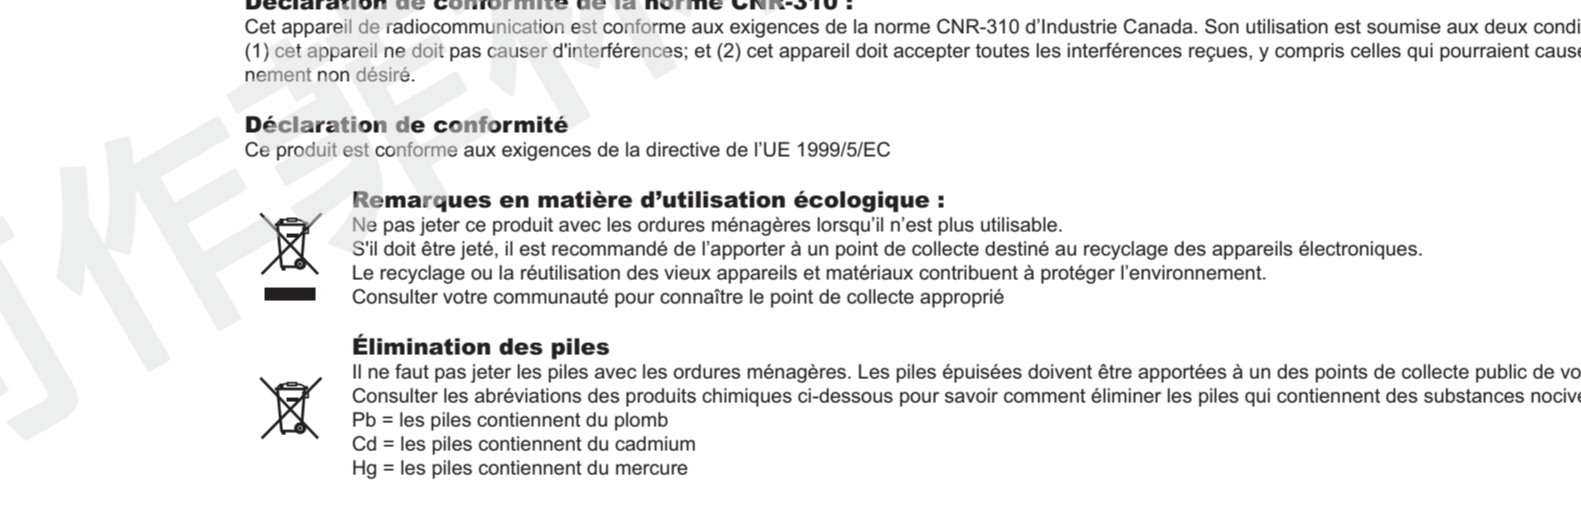 Déclaration de conformité de la norme CNR-310 :
Cet appareil de radiocommunication est conforme aux exigences de la norme CNR-310 d’Industrie Canada. Son utilisation est soumise aux deux condi
(1) cet appareil ne doit pas causer d'interférences; et (2) cet appareil doit accepter toutes les interférences reçues, y compris celles qui pourraient cause
nement non désiré.
Déclaration de conformité
Ce produit est conforme aux exigences de la directive de l’UE 1999/5/EC
Remarques en matière d’utilisation écologique :
Ne pas jeter ce produit avec les ordures ménagères lorsqu’il n’est plus utilisable.
S'il doit être jeté, il est recommandé de l’apporter à un point de collecte destiné au recyclage des appareils électroniques.
Le recyclage ou la réutilisation des vieux appareils et matériaux contribuent à protéger l’environnement.
Consulter votre communauté pour connaître le point de collecte approprié
Élimination des piles
Il ne faut pas jeter les piles avec les ordures ménagères. Les piles épuisées doivent être apportées à un des points de collecte public de vo
Consulter les abréviations des produits chimiques ci-dessous pour savoir comment éliminer les piles qui contiennent des substances nocive
Pb = les piles contiennent du plomb
Cd = les piles contiennent du cadmium
Hg = les piles contiennent du mercure